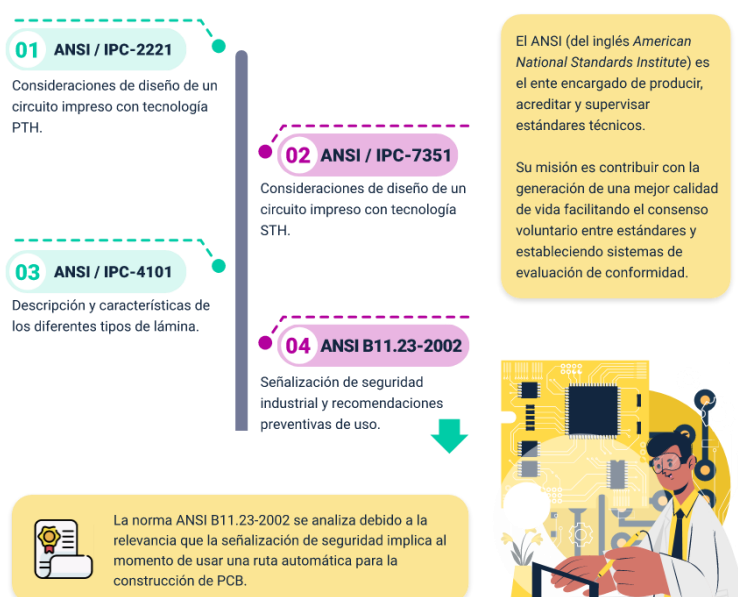 01 ANSI / IPC-2221
Consideraciones de diseño de un
circuito impreso con tecnología
PTH.
02 ANSI / IPC-7351
Consideraciones de diseño de un
circuito impreso con tecnología
STH.
03 ANSI / IPC-4101
Descripción y características de
los diferentes tipos de lámina.
04 ANSI B11.23-2002
Señalización de seguridad
industrial y recomendaciones
preventivas de uso.
El ANSI (del inglés American
National Standards Institute) es
el ente encargado de producir,
acreditar y supervisar
estándares técnicos.
Su misión es contribuir con la
generación de una mejor calidad
de vida facilitando el consenso
voluntario entre estándares y
estableciendo sistemas de
evaluación de conformidad.
La norma ANSI B11.23-2002 se analiza debido a la
relevancia que la señalización de seguridad implica al
momento de usar una ruta automática para la
construcción de PCB.